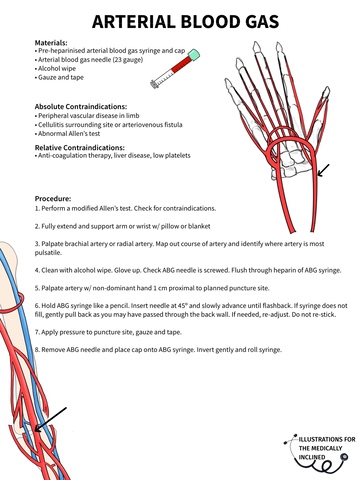 ARTERIAL BLOOD GAS
Materials:
• Pre-heparinised arterial blood gas syringe and cap
• Arterial blood gas needle (23 gauge)
• Alcohol wipe
• Gauze and tape
Absolute Contraindications:
• Peripheral vascular disease in limb
• Cellulitis surrounding site or arteriovenous fistula
• Abnormal Allen's test
Relative Contraindications:
• Anti-coagulation therapy, liver disease, low platelets
Procedure:
1. Perform a modified Allen's test. Check for contraindications.
2. Fully extend and support arm or wrist w/ pillow or blanket
3. Palpate brachial artery or radial artery. Map out course of artery and identify where artery is most
pulsatile.
4. Clean with alcohol wipe. Glove up. Check ABG needle is screwed. Flush through heparin of ABG syringe.
5. Palpate artery w/ non-dominant hand 1 cm proximal to planned puncture site.
6. Hold ABG syringe like a pencil. Insert needle at 45° and slowly advance until flashback. If syringe does not
fill, gently pull back as you may have passed through the back wall. If needed, re-adjust. Do not re-stick.
7. Apply pressure to puncture site, gauze and tape.
8. Remove ABG needle and place cap onto ABG syringe. Invert gently and roll syringe.
ILLUSTRATIONS FOR
THE MEDICALLY
INCLINED